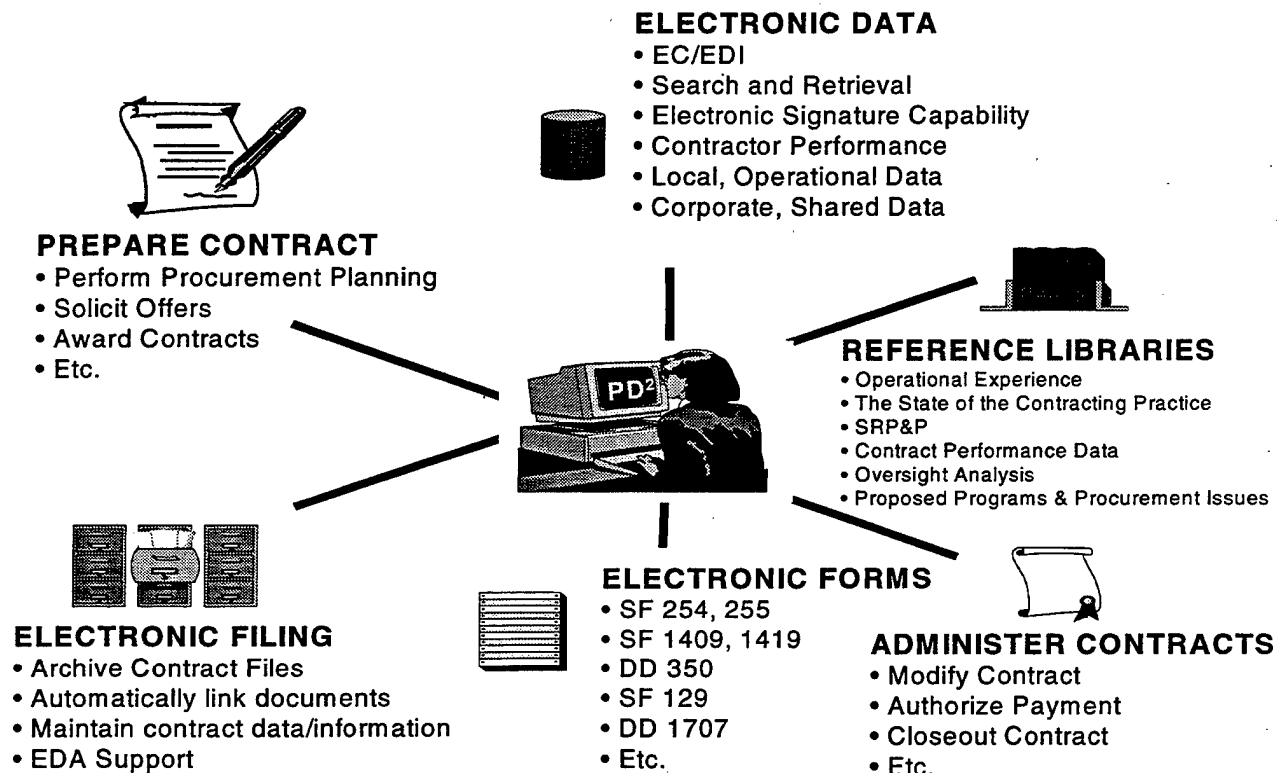 ELECTRONIC DATA
• EC/EDI
• Search and Retrieval
• Electronic Signature Capability
• Contractor Performance
• Local, Operational Data
• Corporate, Shared Data
PREPARE CONTRACT
• Perform Procurement Planning
• Solicit Offers
• Award Contracts
• Etc.
PD²
REFERENCE LIBRARIES
• Operational Experience
• The State of the Contracting Practice
• SRP&P
• Contract Performance Data
• Oversight Analysis
• Proposed Programs & Procurement Issues
ELECTRONIC FILING
• Archive Contract Files
• Automatically link documents
• Maintain contract data/information
• EDA Support
ELECTRONIC FORMS
• SF 254, 255
• SF 1409, 1419
• DD 350
• SF 129
• DD 1707
• Etc.
ADMINISTER CONTRACTS
• Modify Contract
• Authorize Payment
• Closeout Contract
• Etc.